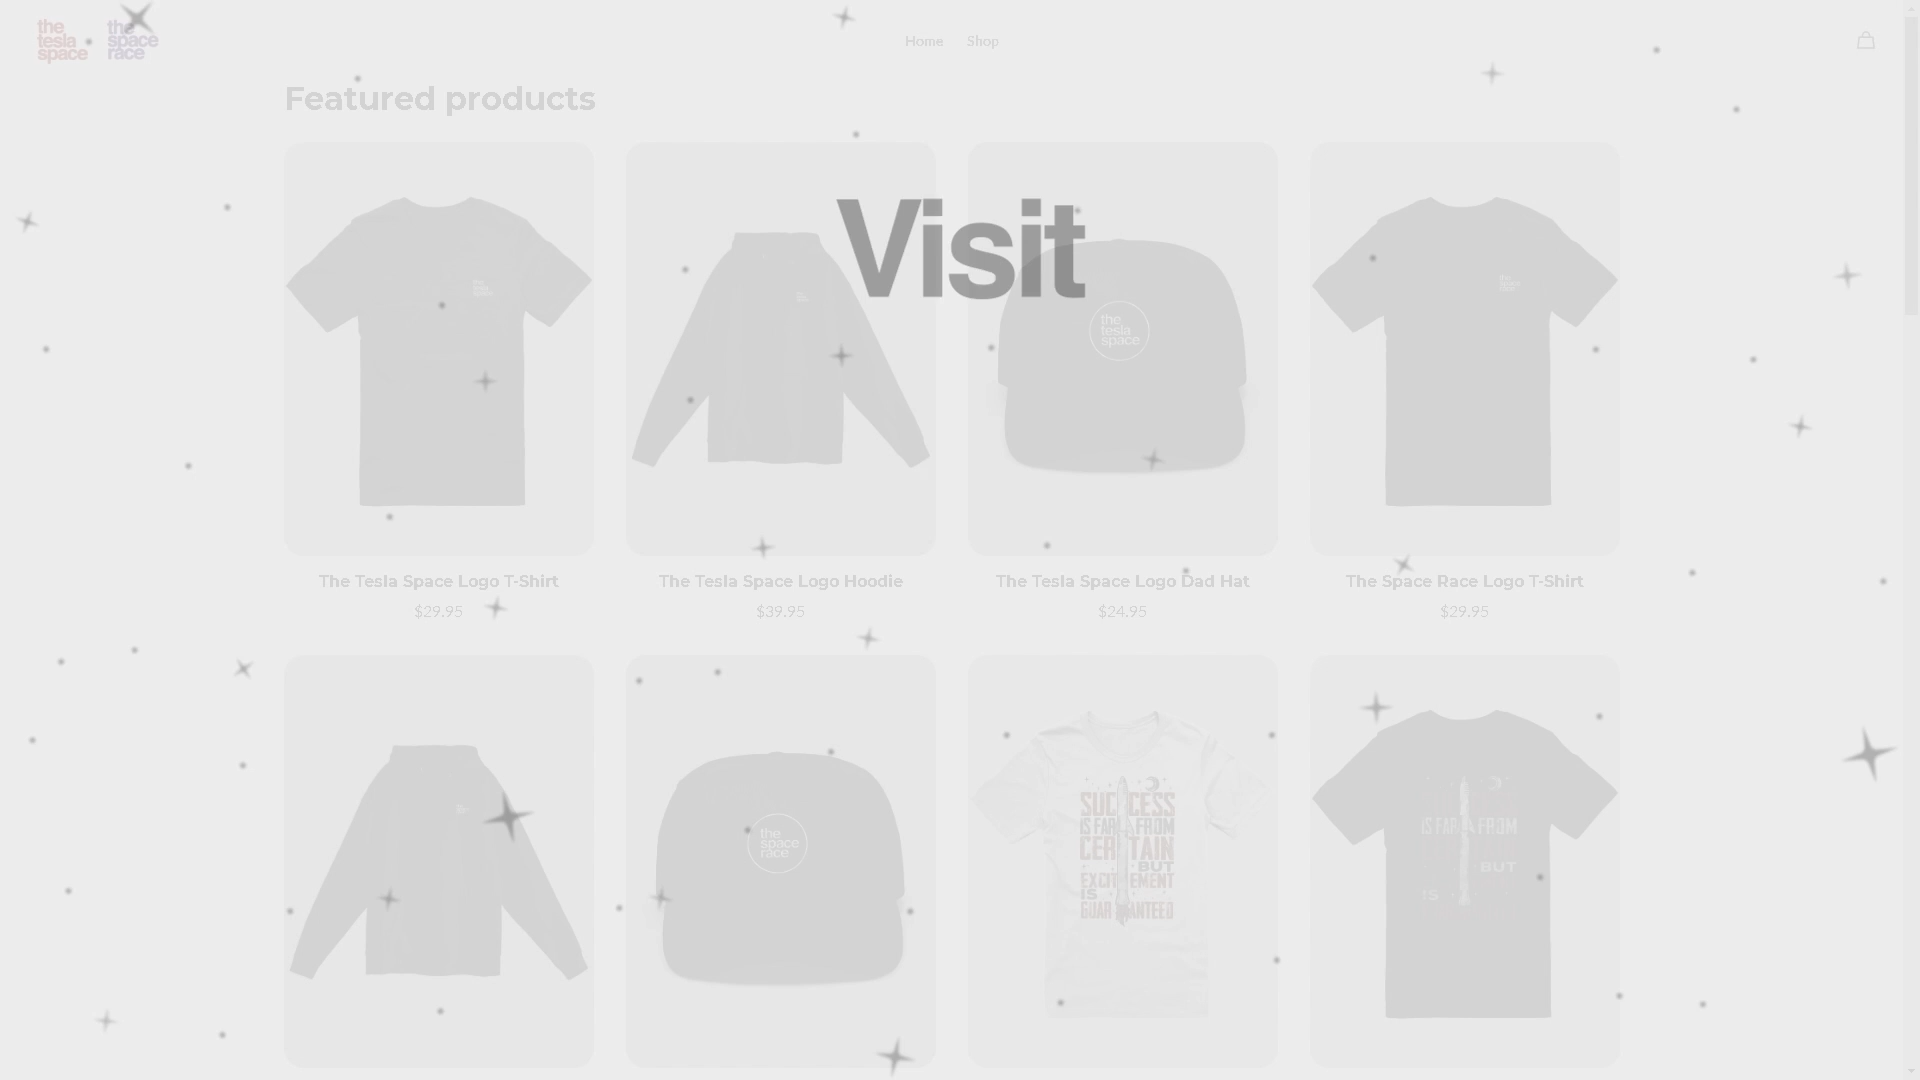 the
tesla
space
the
space
race
Home
Shop
Featured products
Visit
the
tesla
space
The Tesla Space Logo T-Shirt
$29.95
The Tesla Space Logo Hoodie
$39.95
The Tesla Space Logo Dad Hat
$24.95
The Space Race Logo T-Shirt
$29.95
the
space
race
SUCCESS
IS FAR FROM
CERTAIN
BUT
EXCITEMENT
IS
GUARANTEED
IS FAR FROM
BUT
IS